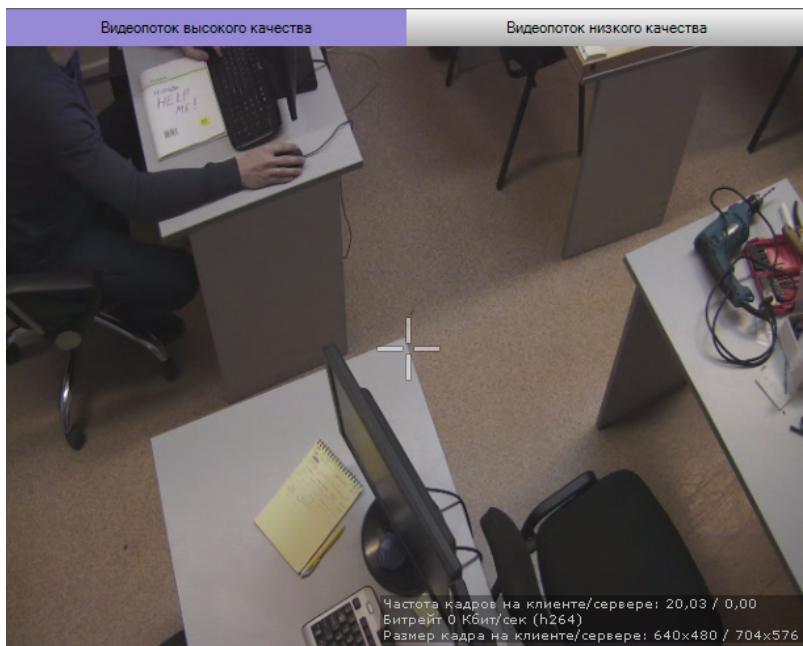 Видеопоток высокого качества
Видеопоток низкого качества
HELP
ME!
Частота кадров на клиенте/сервере: 20,03 / 0,00
Битрейт 0 Кбит/сек (h264)
Размер кадра на клиенте/сервере: 640x480 / 704x576